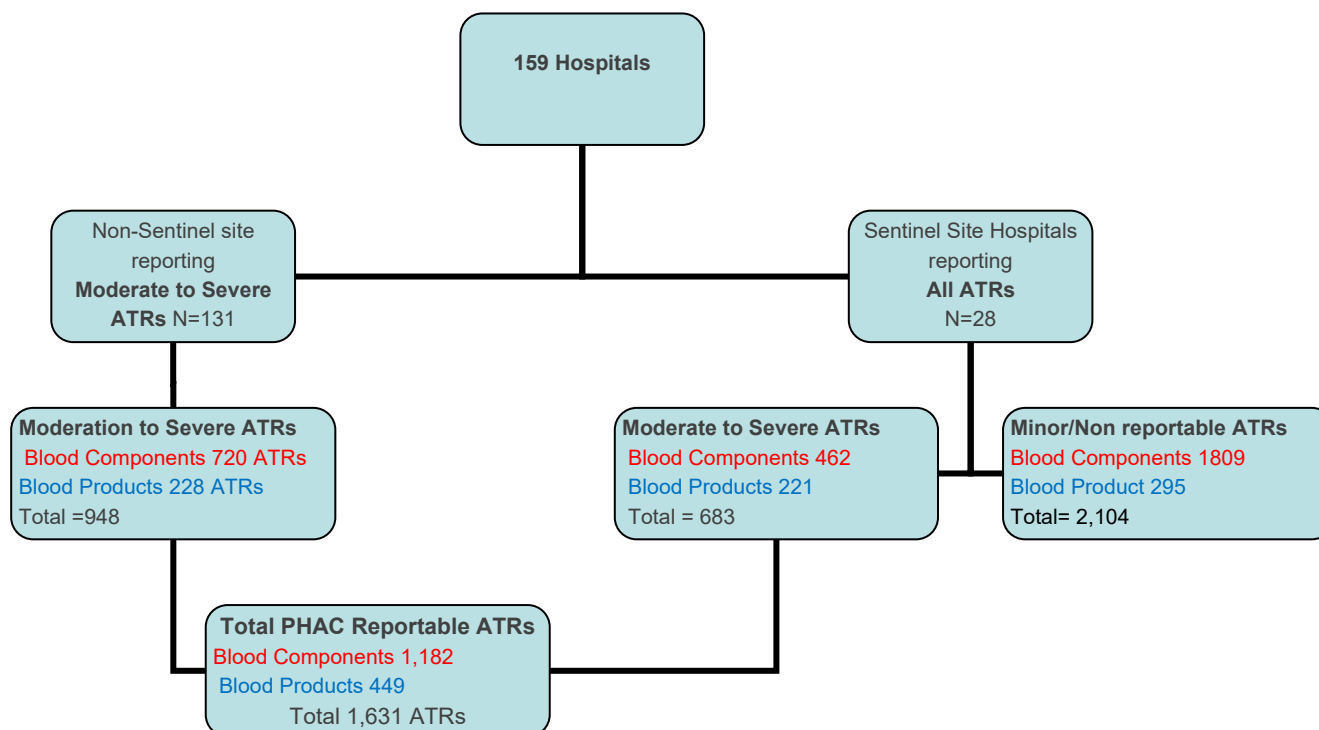 159 Hospitals
Non-Sentinel site
reporting
Moderate to Severe
ATRs N=131
Sentinel Site Hospitals
reporting
All ATRs
N=28
Moderation to Severe ATRs
Blood Components 720 ATRs
Blood Products 228 ATRs
Total =948
Moderate to Severe ATRs
Blood Components 462
Blood Products 221
Total = 683
Minor/Non reportable ATRs
Blood Components 1809
Blood Product 295
Total= 2,104
Total PHAC Reportable ATRs
Blood Components 1,182
Blood Products 449
Total 1,631 ATRs